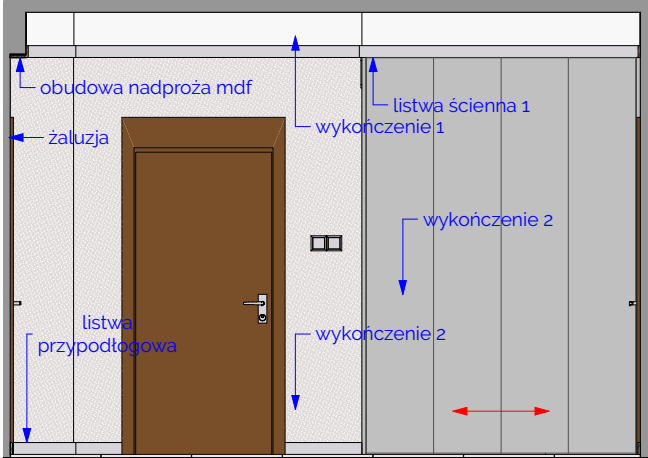 obudowa nadproża mdf
listwa ścienna 1
wykończenie 1
żaluzja
wykończenie 2
listwa
przypodłogowa
wykończenie 2